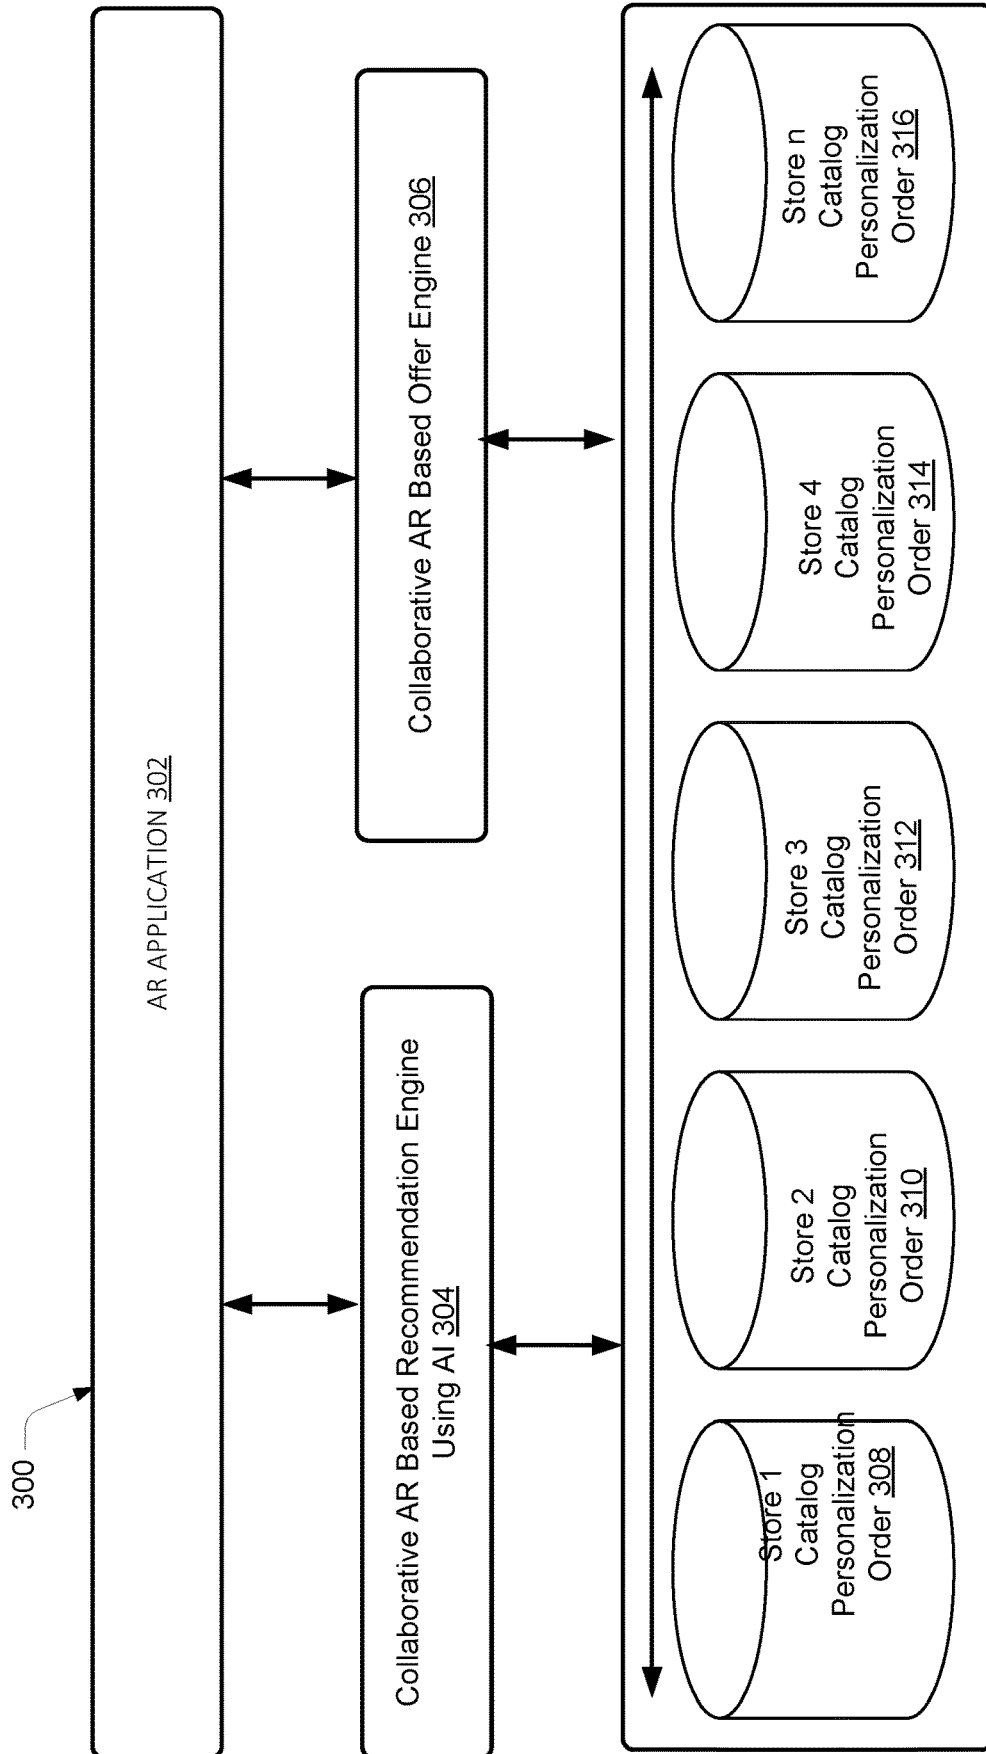 300
AR APPLICATION 302
Collaborative AR Based Recommendation Engine
Using AI 304
Collaborative AR Based Offer Engine 306
Store 1
Catalog
Personalization
Order 308
Store 2
Catalog
Personalization
Order 310
Store 3
Catalog
Personalization
Order 312
Store 4
Catalog
Personalization
Order 314
Store n
Catalog
Personalization
Order 316